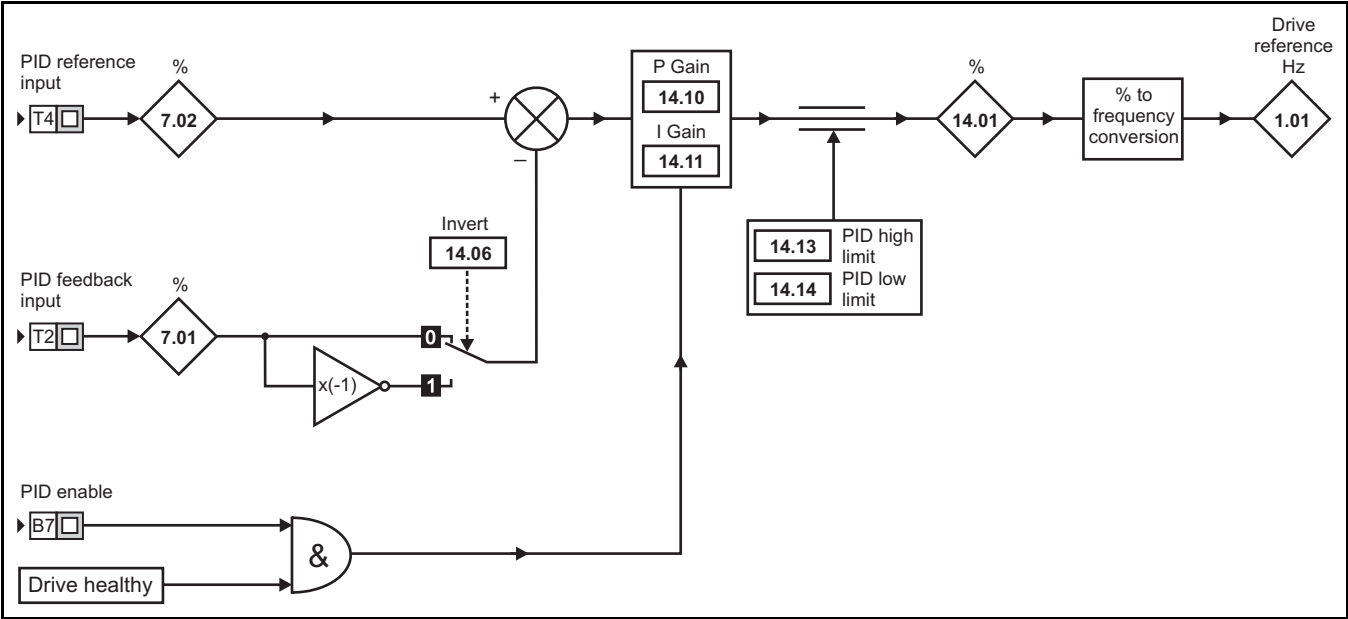 PID reference
input
T4
%
7.02
+
–
P Gain
14.10
I Gain
14.11
%
14.01
% to
frequency
conversion
Drive
reference
Hz
1.01
Invert
14.06
14.13
PID high
limit
14.14
PID low
limit
PID feedback
input
T2
%
7.01
0
x(-1)
1
PID enable
B7
&
Drive healthy